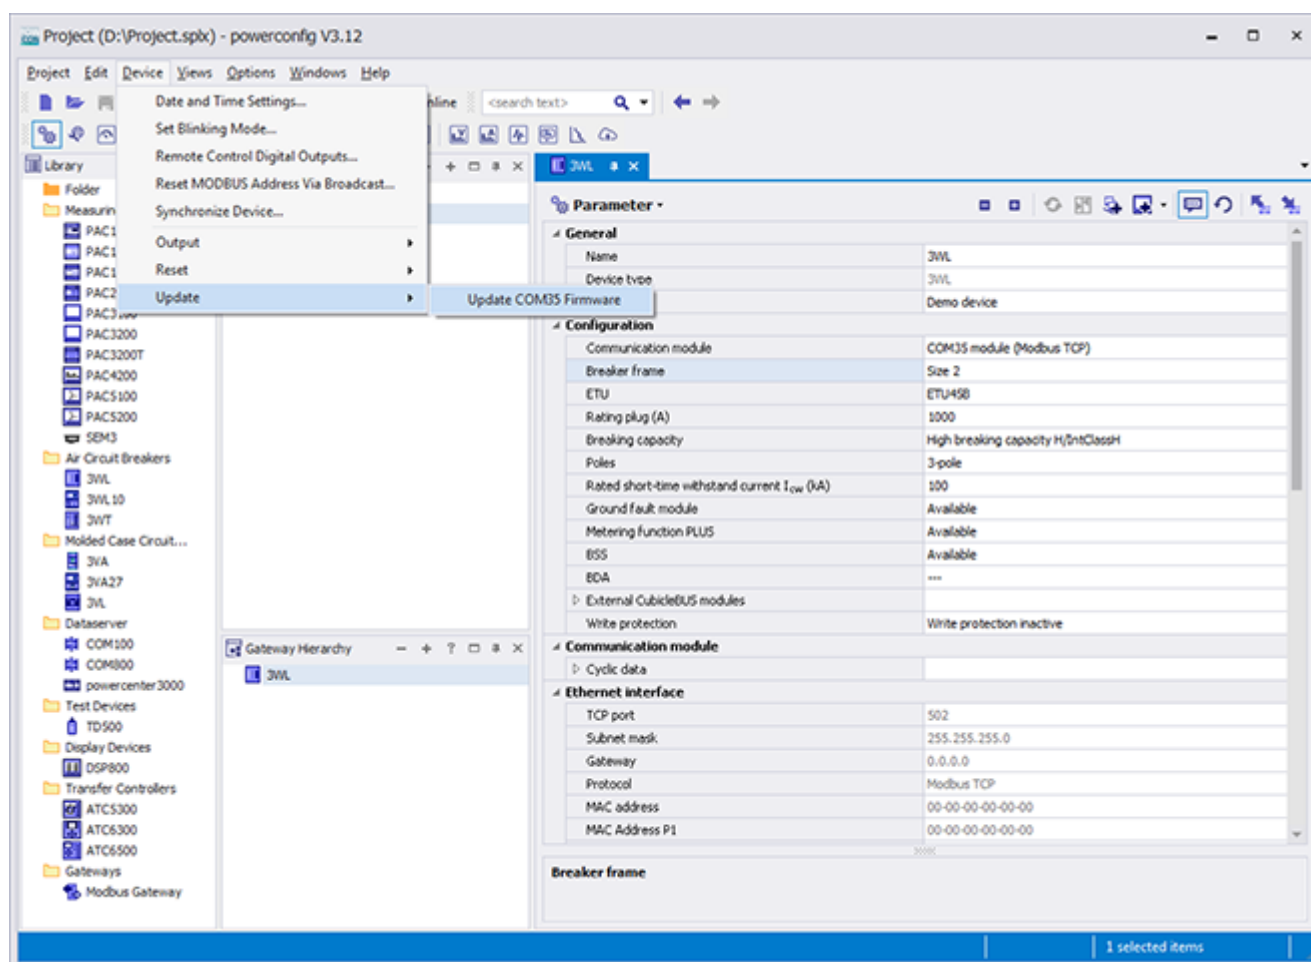 Project (D:\Project.splx) - powerconfig V3.12
Project Edit Device Views Options Windows Help
Date and Time Settings...
<search text>
Set Blinking Mode...
Remote Control Digital Outputs...
Reset MODBUS Address Via Broadcast...
Synchronize Device...
Output
Reset
Update
Update COM35 Firmware
Library
Folder
PAC3200
PAC3200T
PAC4200
PAC5100
PAC5200
SEM3
Air Circuit Breakers
3WL
3WL10
3WT
Molded Case Circuit...
3VA
3VA27
3VL
Dataserver
COM100
COM800
powercenter3000
Test Devices
TD500
Display Devices
DSP800
Transfer Controllers
ATC5300
ATC6300
ATC6500
Gateways
Modbus Gateway
Gateway Hierarchy
3WL
3WL
Parameter
General
Name 3WL
Device type 3WL
Demo device
Configuration
Communication module COM35 module (Modbus TCP)
Breaker frame Size 2
ETU ETU45B
Rating plug (A) 1000
Breaking capacity High breaking capacity H/IntClassH
Poles 3-pole
Rated short-time withstand current Icw (kA) 100
Ground fault module Available
Metering function PLUS Available
BSS Available
BDA ---
External CubicleBUS modules
Write protection Write protection inactive
Communication module
Cyclic data
Ethernet interface
TCP port 502
Subnet mask 255.255.255.0
Gateway 0.0.0.0
Protocol Modbus TCP
MAC address 00-00-00-00-00-00
MAC Address P1 00-00-00-00-00-00
Breaker frame
1 selected items